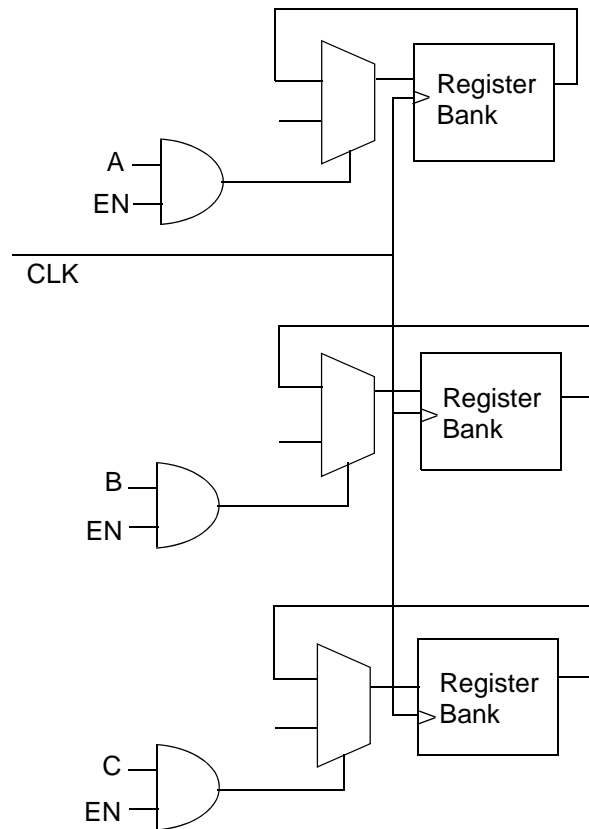 Register
Bank
A
EN
CLK
Register
Bank
B
EN
Register
Bank
C
EN